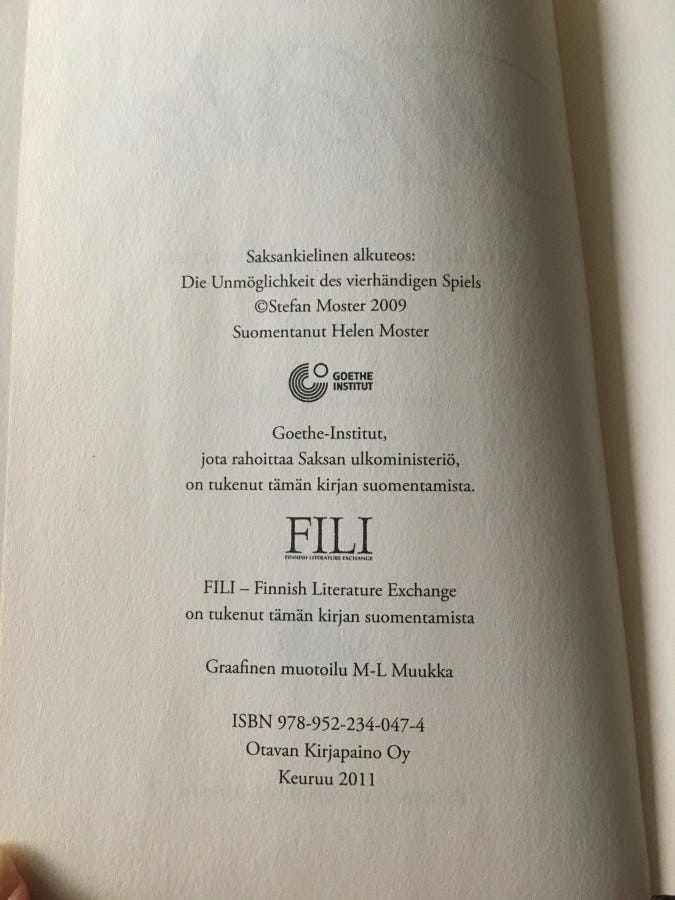 Saksankielinen alkuteos:
Die Unmöglichkeit des vierhändigen Spiels
©Stefan Moster 2009
Suomentanut Helen Moster
GOETHE
INSTITUT
Goethe-Institut,
jota rahoittaa Saksan ulkoministeriö,
on tukenut tämän kirjan suomentamista.
FILI
FINNISH LITERATURE EXCHANGE
FILI – Finnish Literature Exchange
on tukenut tämän kirjan suomentamista
Graafinen muotoilu M-L Muukka
ISBN 978-952-234-047-4
Otavan Kirjapaino Oy
Keuruu 2011